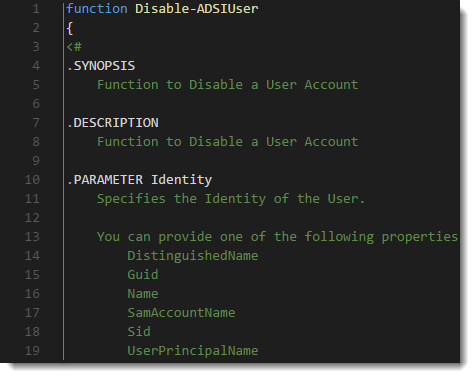 1 function Disable-ADSIUser
2 {
3 <#
4 .SYNOPSIS
5 Function to Disable a User Account
6
7 .DESCRIPTION
8 Function to Disable a User Account
9
10 .PARAMETER Identity
11 Specifies the Identity of the User.
12
13 You can provide one of the following properties
14 DistinguishedName
15 Guid
16 Name
17 SamAccountName
18 Sid
19 UserPrincipalName